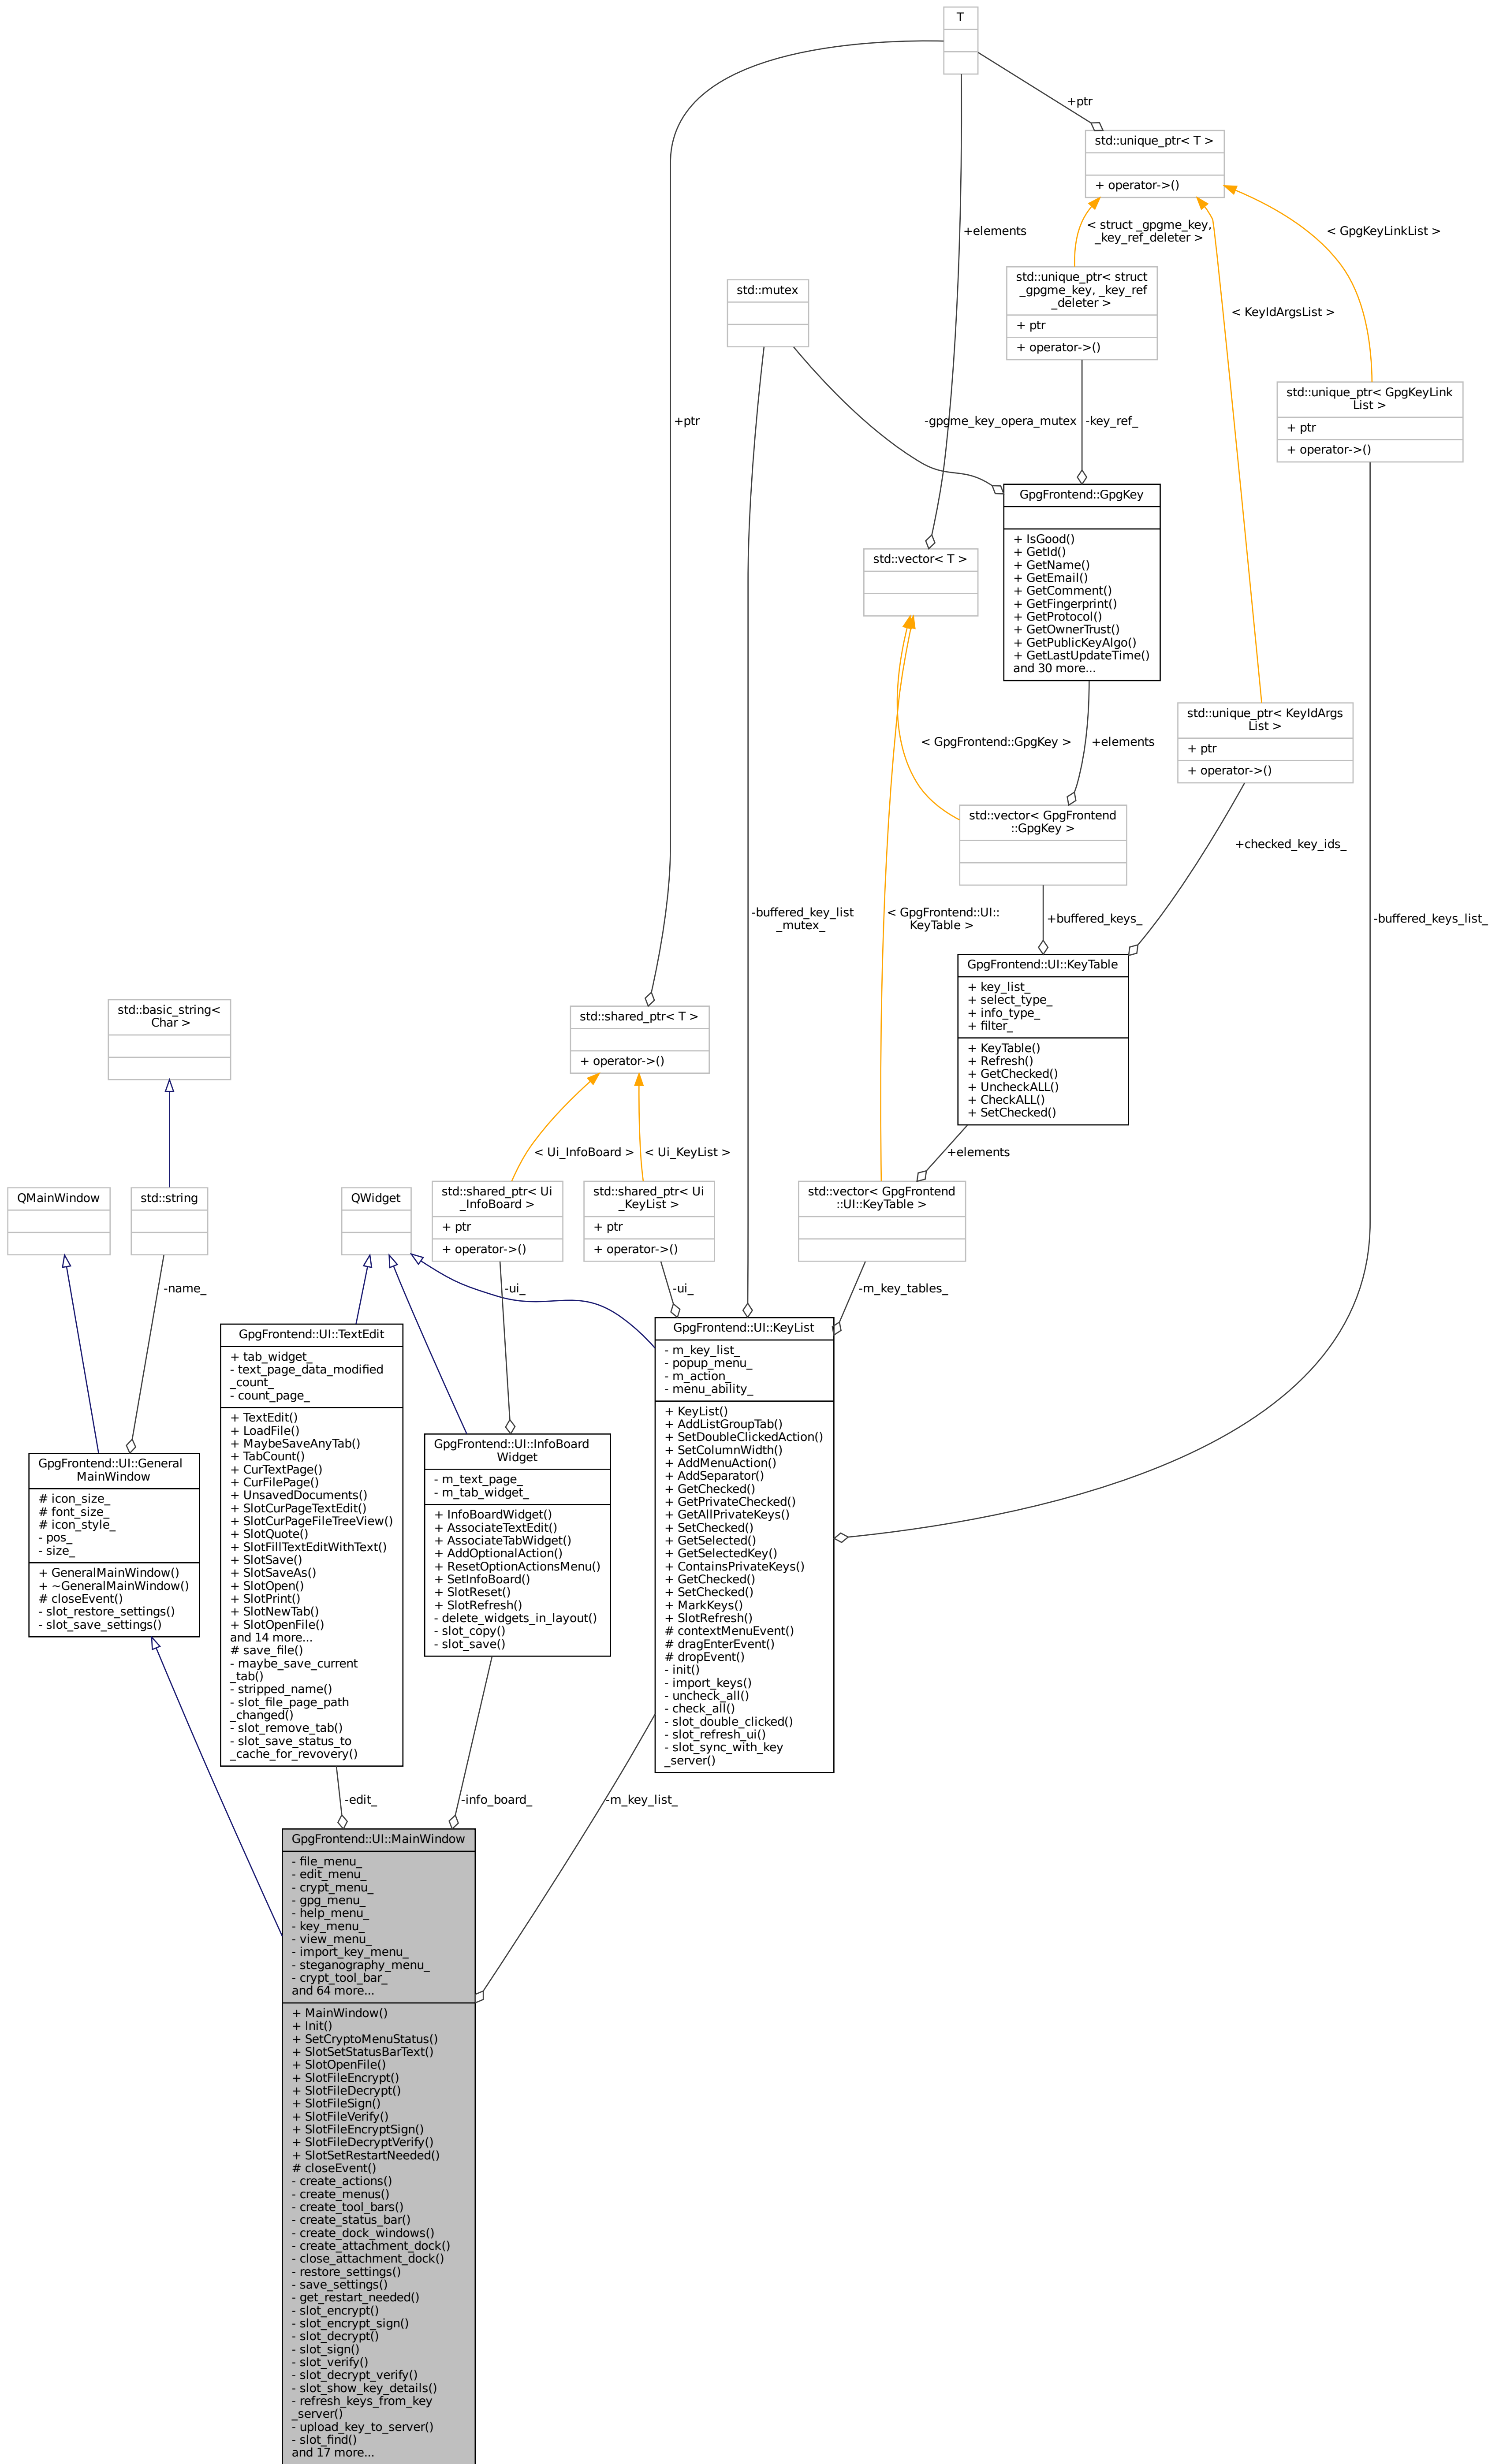 T
+ptr
std::unique_ptr< T >
+ operator->()
+elements
< struct _gpgme_key,
_key_ref_deleter >
< GpgKeyLinkList >
std::mutex
std::unique_ptr< struct
_gpgme_key, _key_ref
_deleter >
+ ptr
+ operator->()
< KeyIdArgsList >
std::unique_ptr< GpgKeyLink
List >
+ ptr
+ operator->()
+ptr
-gpgme_key_opera_mutex
-key_ref_
GpgFrontend::GpgKey
+ IsGood()
+ GetId()
+ GetName()
+ GetEmail()
+ GetComment()
+ GetFingerprint()
+ GetProtocol()
+ GetOwnerTrust()
+ GetPublicKeyAlgo()
+ GetLastUpdateTime()
and 30 more...
std::vector< T >
std::unique_ptr< KeyIdArgs
List >
+ ptr
+ operator->()
< GpgFrontend::GpgKey >
+elements
std::vector< GpgFrontend
::GpgKey >
+checked_key_ids_
-buffered_key_list
_mutex_
< GpgFrontend::UI::
KeyTable >
+buffered_keys_
-buffered_keys_list_
GpgFrontend::UI::KeyTable
+ key_list_
+ select_type_
+ info_type_
+ filter_
+ KeyTable()
+ Refresh()
+ GetChecked()
+ UncheckALL()
+ CheckALL()
+ SetChecked()
std::basic_string<
Char >
std::shared_ptr< T >
+ operator->()
< Ui_InfoBoard >
< Ui_KeyList >
+elements
QMainWindow
std::string
QWidget
std::shared_ptr< Ui
_InfoBoard >
+ ptr
+ operator->()
std::shared_ptr< Ui
_KeyList >
+ ptr
+ operator->()
std::vector< GpgFrontend
::UI::KeyTable >
-name_
-ui_
-ui_
-m_key_tables_
GpgFrontend::UI::TextEdit
+ tab_widget_
- text_page_data_modified
_count_
- count_page_
+ TextEdit()
+ LoadFile()
+ MaybeSaveAnyTab()
+ TabCount()
+ CurTextPage()
+ CurFilePage()
+ UnsavedDocuments()
+ SlotCurPageTextEdit()
+ SlotCurPageFileTreeView()
+ SlotQuote()
+ SlotFillTextEditWithText()
+ SlotSave()
+ SlotSaveAs()
+ SlotOpen()
+ SlotPrint()
+ SlotNewTab()
+ SlotOpenFile()
and 14 more...
# save_file()
- maybe_save_current
_tab()
- stripped_name()
- slot_file_page_path
_changed()
- slot_remove_tab()
- slot_save_status_to
_cache_for_revovery()
GpgFrontend::UI::KeyList
- m_key_list_
- popup_menu_
- m_action_
- menu_ability_
+ KeyList()
+ AddListGroupTab()
+ SetDoubleClickedAction()
+ SetColumnWidth()
+ AddMenuAction()
+ AddSeparator()
+ GetChecked()
+ GetPrivateChecked()
+ GetAllPrivateKeys()
+ SetChecked()
+ GetSelected()
+ GetSelectedKey()
+ ContainsPrivateKeys()
+ GetChecked()
+ SetChecked()
+ MarkKeys()
+ SlotRefresh()
# contextMenuEvent()
# dragEnterEvent()
# dropEvent()
- init()
- import_keys()
- uncheck_all()
- check_all()
- slot_double_clicked()
- slot_refresh_ui()
- slot_sync_with_key
_server()
GpgFrontend::UI::General
MainWindow
# icon_size_
# font_size_
# icon_style_
- pos_
- size_
+ GeneralMainWindow()
+ ~GeneralMainWindow()
# closeEvent()
- slot_restore_settings()
- slot_save_settings()
GpgFrontend::UI::InfoBoard
Widget
- m_text_page_
- m_tab_widget_
+ InfoBoardWidget()
+ AssociateTextEdit()
+ AssociateTabWidget()
+ AddOptionalAction()
+ ResetOptionActionsMenu()
+ SetInfoBoard()
+ SlotReset()
+ SlotRefresh()
- delete_widgets_in_layout()
- slot_copy()
- slot_save()
-edit_
-info_board_
-m_key_list_
GpgFrontend::UI::MainWindow
- file_menu_
- edit_menu_
- crypt_menu_
- gpg_menu_
- help_menu_
- key_menu_
- view_menu_
- import_key_menu_
- steganography_menu_
- crypt_tool_bar_
and 64 more...
+ MainWindow()
+ Init()
+ SetCryptoMenuStatus()
+ SlotSetStatusBarText()
+ SlotOpenFile()
+ SlotFileEncrypt()
+ SlotFileDecrypt()
+ SlotFileSign()
+ SlotFileVerify()
+ SlotFileEncryptSign()
+ SlotFileDecryptVerify()
+ SlotSetRestartNeeded()
# closeEvent()
- create_actions()
- create_menus()
- create_tool_bars()
- create_status_bar()
- create_dock_windows()
- create_attachment_dock()
- close_attachment_dock()
- restore_settings()
- save_settings()
- get_restart_needed()
- slot_encrypt()
- slot_encrypt_sign()
- slot_decrypt()
- slot_sign()
- slot_verify()
- slot_decrypt_verify()
- slot_show_key_details()
- refresh_keys_from_key
_server()
- upload_key_to_server()
- slot_find()
and 17 more...